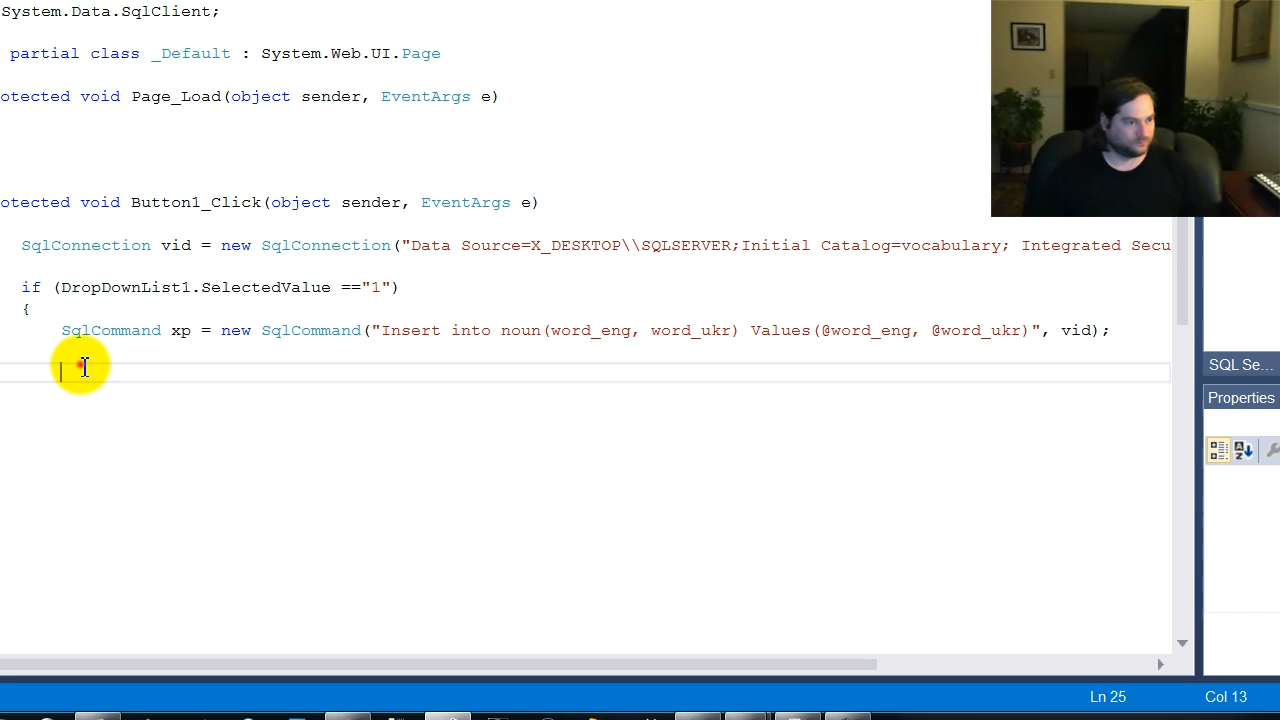 System.Data.SqlClient;
partial class _Default : System.Web.UI.Page
otected void Page_Load(object sender, EventArgs e)
otected void Button1_Click(object sender, EventArgs e)
SqlConnection vid = new SqlConnection("Data Source=X_DESKTOP\\SQLSERVER;Initial Catalog=vocabulary; Integrated Secu
if (DropDownList1.SelectedValue =="1")
{
SqlCommand xp = new SqlCommand("Insert into noun(word_eng, word_ukr) Values(@word_eng, @word_ukr)", vid);
SQL Se...
Properties
Ln 25
Col 13